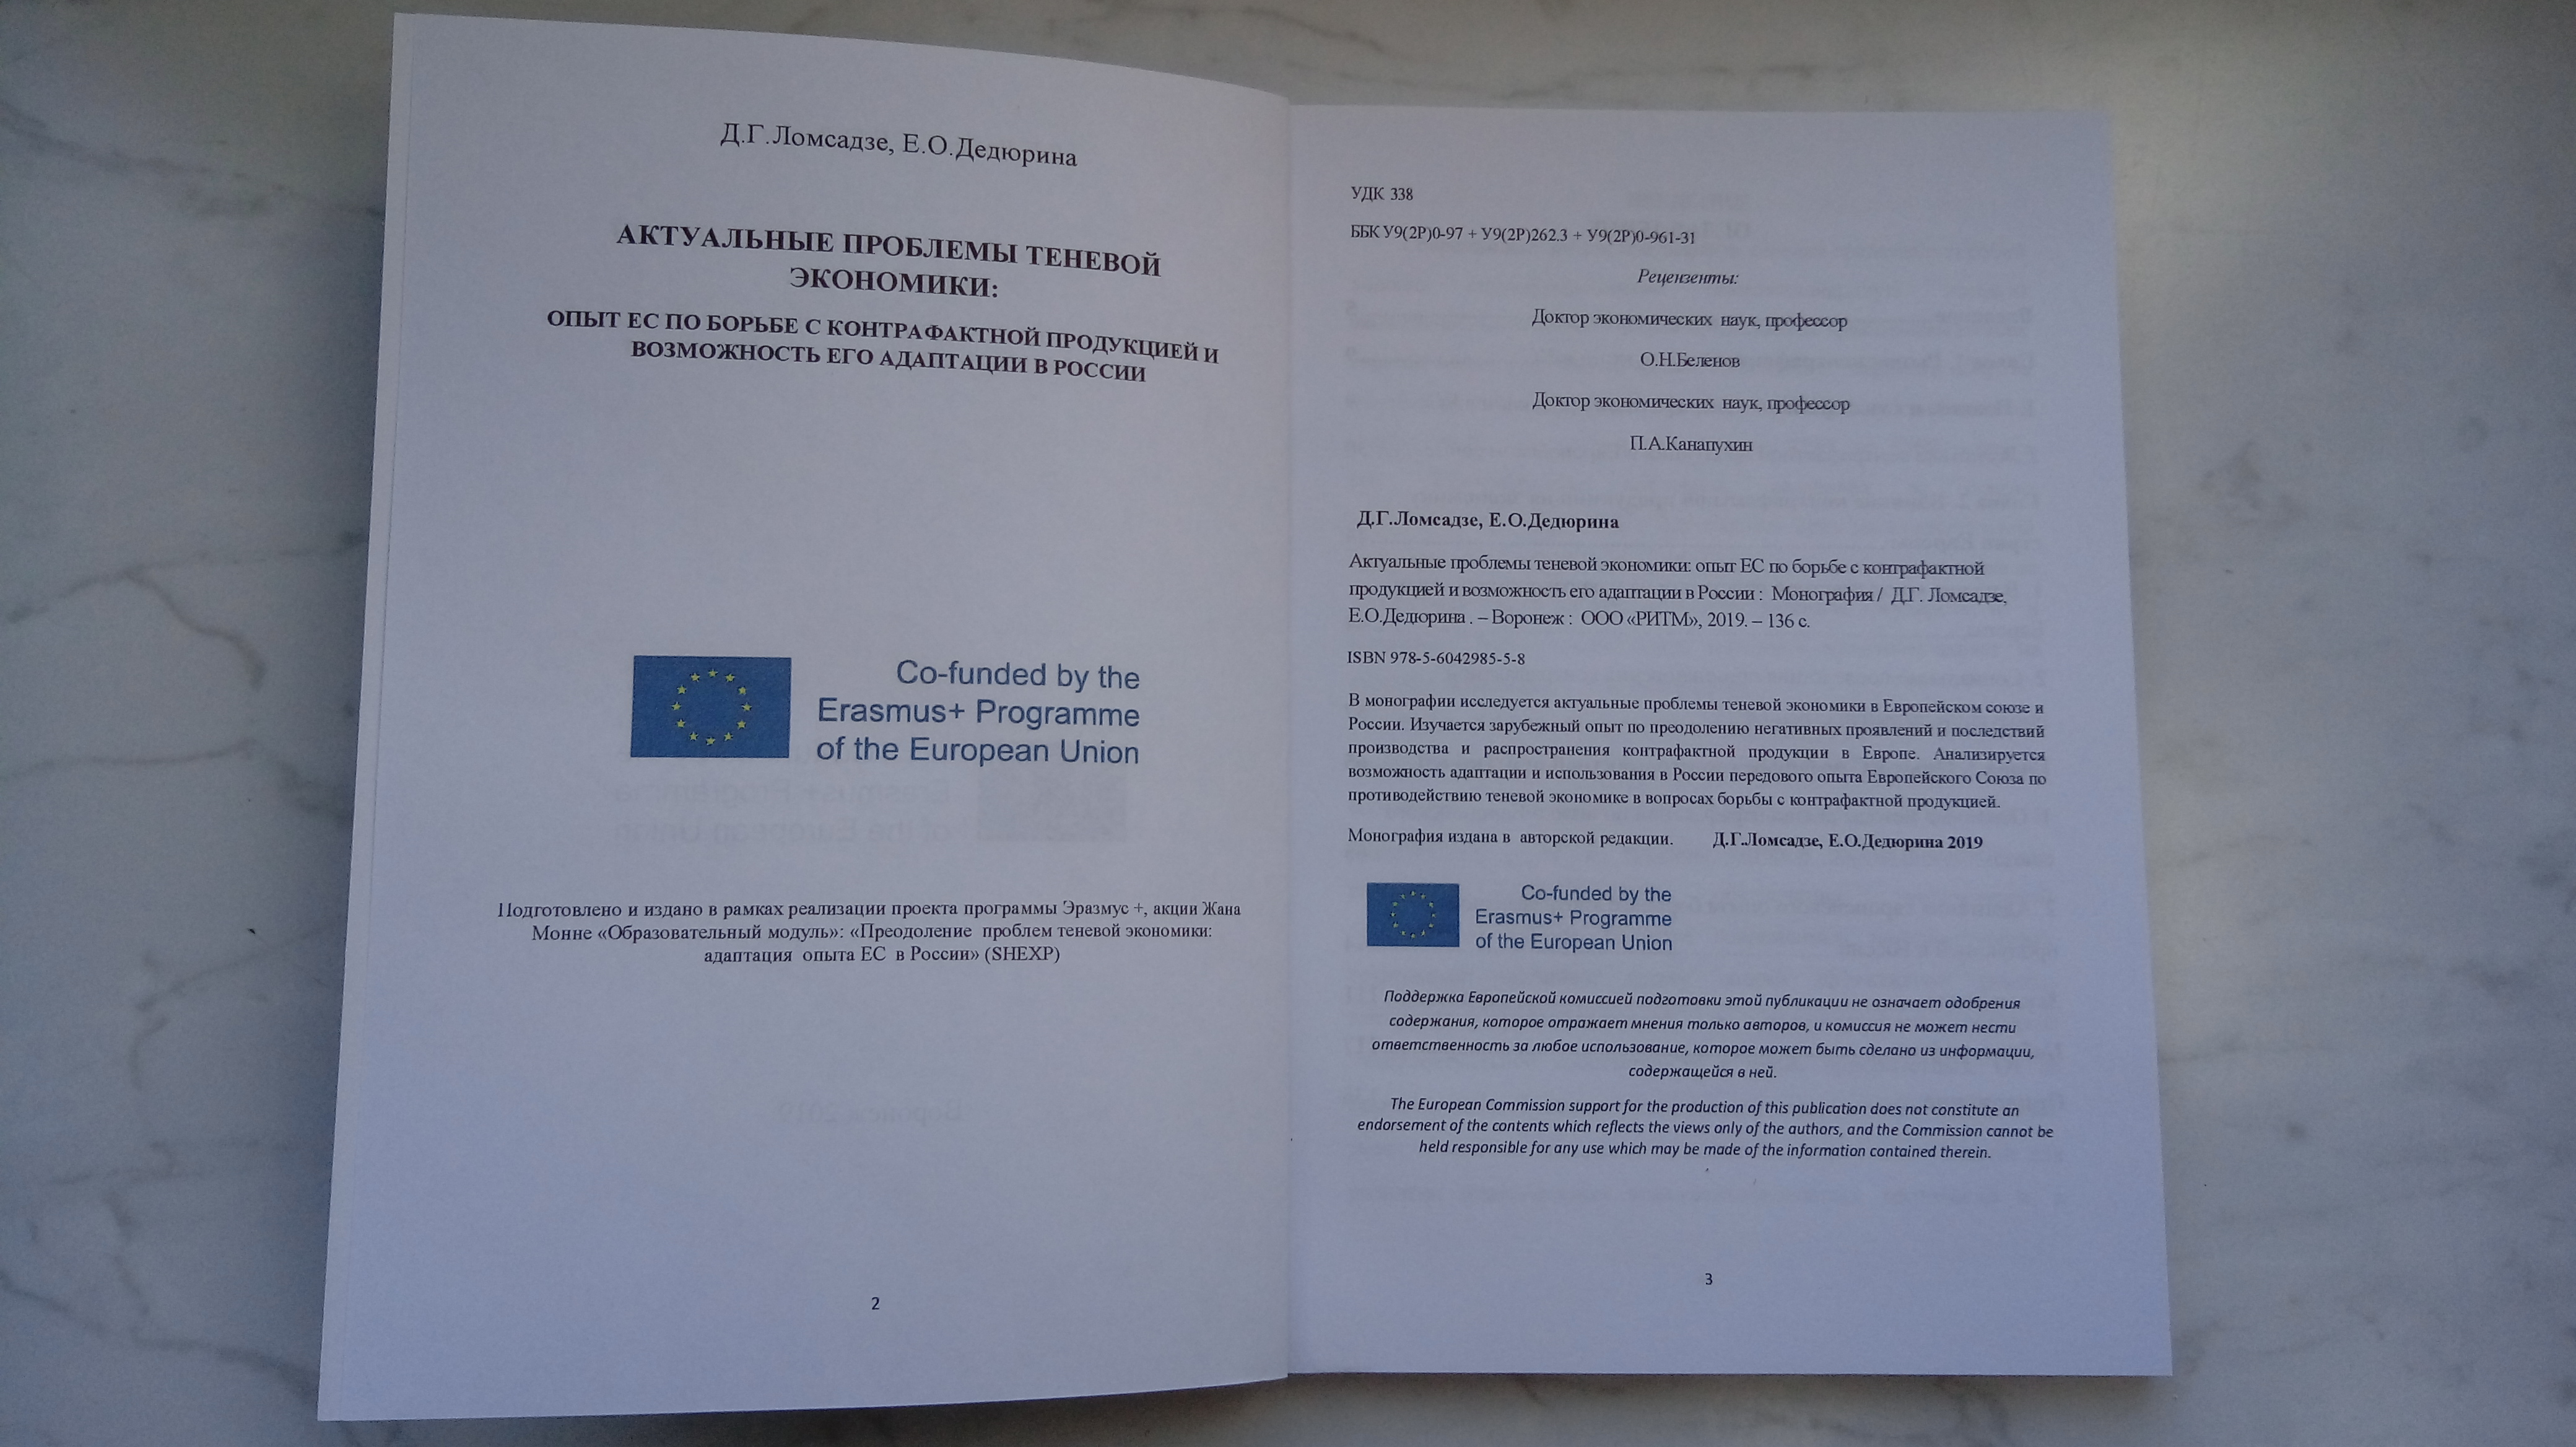 Д.Г.Ломсадзе, Е.О.Дедюрина
АКТУАЛЬНЫЕ ПРОБЛЕМЫ ТЕНЕВОЙ
ЭКОНОМИКИ:
ОПЫТ ЕС ПО БОРЬБЕ С КОНТРАФАКТНОЙ ПРОДУКЦИЕЙ И
ВОЗМОЖНОСТЬ ЕГО АДАПТАЦИИ В РОССИИ
Co-funded by the
Erasmus+ Programme
of the European Union
Подготовлено и издано в рамках реализации проекта программы Эразмус +, акции Жана
Монне «Образовательный модуль»: «Преодоление проблем теневой экономики:
адаптация опыта ЕС в России» (SHEXP)
2
УДК 338
ББК У9(2Р)0-97 + У9(2Р)262.3 + У9(2Р)0-961-31
Рецензенты:
Доктор экономических наук, профессор
О.Н.Беленов
Доктор экономических наук, профессор
П.А.Канапухин
Д.Г.Ломсадзе, Е.О.Дедюрина
Актуальные проблемы теневой экономики: опыт ЕС по борьбе с контрафактной
продукцией и возможность его адаптации в России : Монография / Д.Г. Ломсадзе,
Е.О.Дедюрина . – Воронеж : ООО «РИТМ», 2019. – 136 с.
ISBN 978-5-6042985-5-8
В монографии исследуется актуальные проблемы теневой экономики в Европейском союзе и
России. Изучается зарубежный опыт по преодолению негативных проявлений и последствий
производства и распространения контрафактной продукции в Европе. Анализируется
возможность адаптации и использования в России передового опыта Европейского Союза по
противодействию теневой экономике в вопросах борьбы с контрафактной продукцией.
Монография издана в авторской редакции. Д.Г.Ломсадзе, Е.О.Дедюрина 2019
Co-funded by the
Erasmus+ Programme
of the European Union
Поддержка Европейской комиссией подготовки этой публикации не означает одобрения
содержания, которое отражает мнения только авторов, и комиссия не может нести
ответственность за любое использование, которое может быть сделано из информации,
содержащейся в ней.
The European Commission support for the production of this publication does not constitute an
endorsement of the contents which reflects the views only of the authors, and the Commission cannot be
held responsible for any use which may be made of the information contained therein.
3